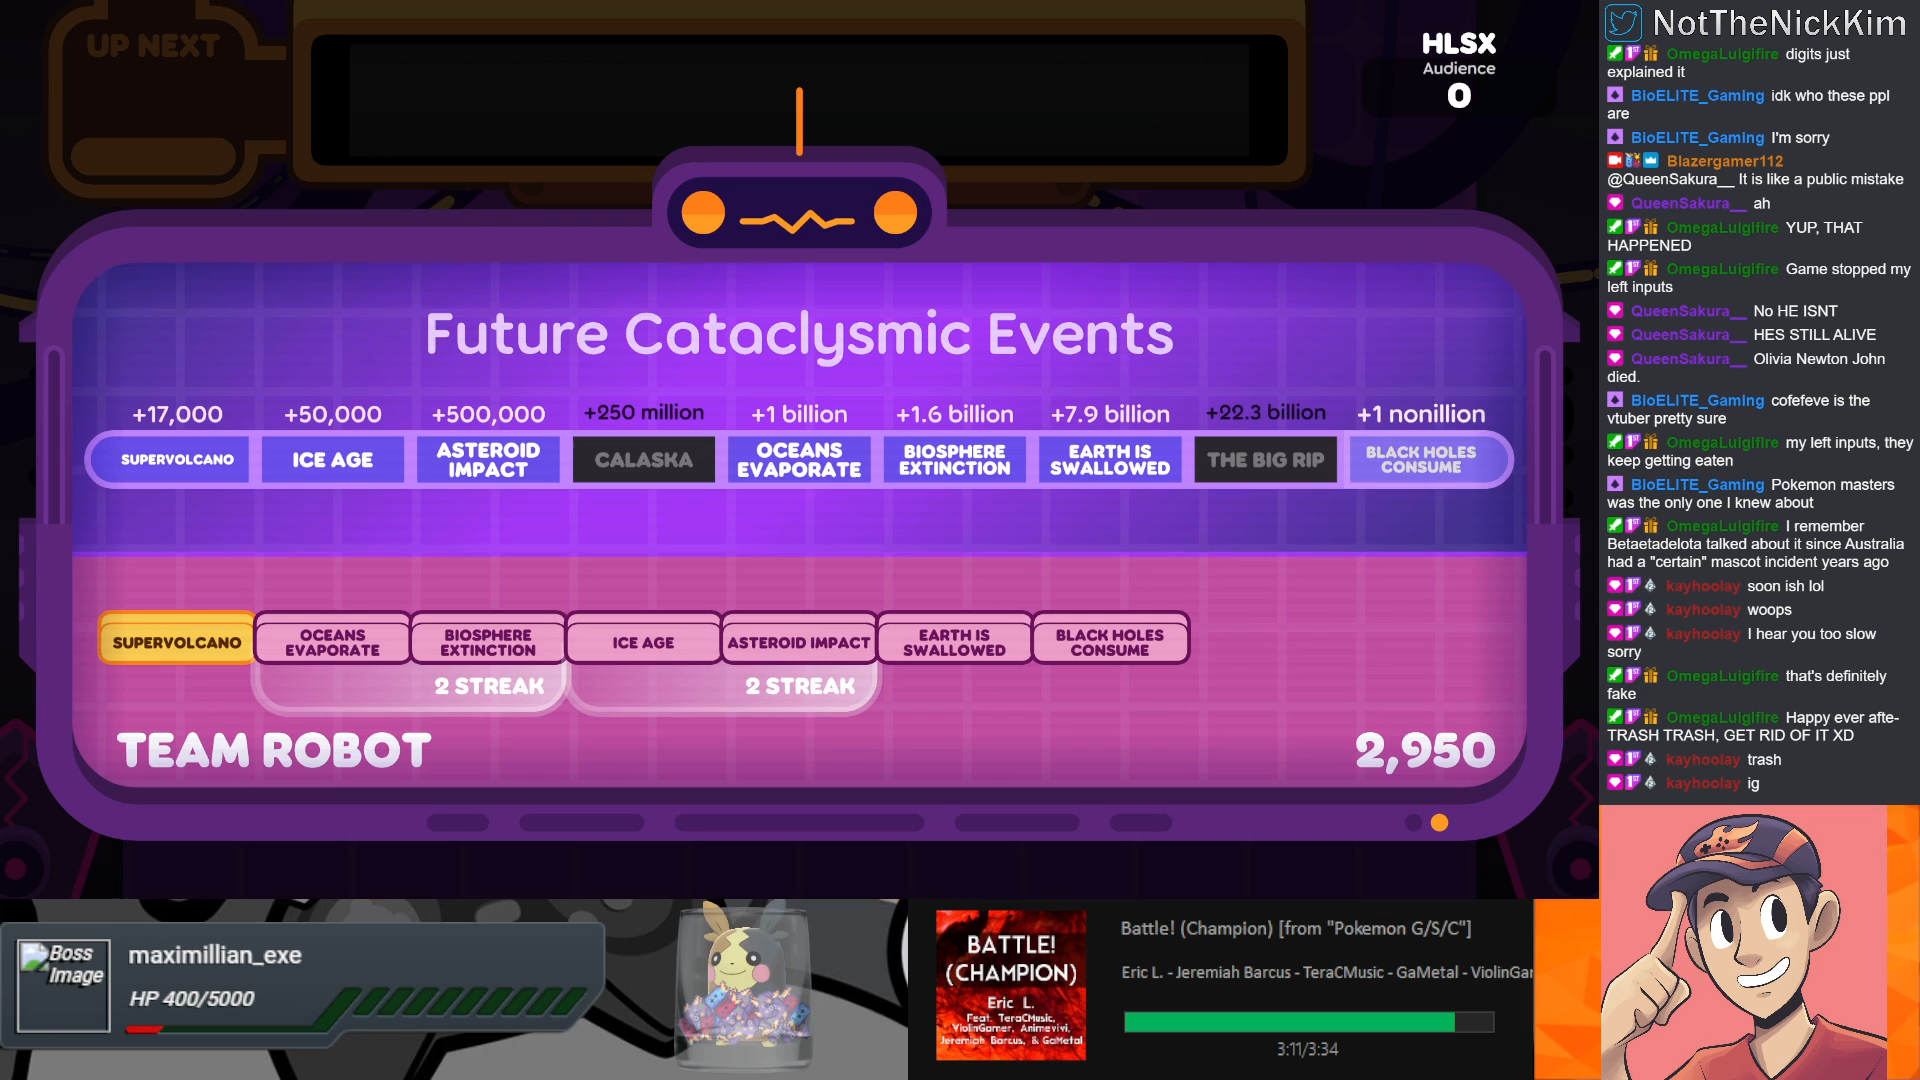 UP NEXT
HLSX
Audience
0
Future Cataclysmic Events
+17,000
+50,000
+500,000
+250 million
+1 billion
+1.6 billion
+7.9 billion
+22.3 billion
+1 nonillion
SUPERVOLCANO
ICE AGE
ASTEROID
IMPACT
CALASKA
OCEANS
EVAPORATE
BIOSPHERE
EXTINCTION
EARTH IS
SWALLOWED
THE BIG RIP
BLACK HOLES
CONSUME
SUPERVOLCANO
OCEANS
EVAPORATE
BIOSPHERE
EXTINCTION
ICE AGE
ASTEROID IMPACT
EARTH IS
SWALLOWED
BLACK HOLES
CONSUME
2 STREAK
2 STREAK
TEAM ROBOT
2,950
NotTheNickKim
OmegaLuigifire digits just
explained it
BioELITE_Gaming idk who these ppl
are
BioELITE_Gaming I'm sorry
Blazergamer112
@QueenSakura__ It is like a public mistake
QueenSakura__ ah
OmegaLuigifire YUP, THAT
HAPPENED
OmegaLuigifire Game stopped my
left inputs
QueenSakura__ No HE ISNT
QueenSakura__ HES STILL ALIVE
QueenSakura__ Olivia Newton John
died.
BioELITE_Gaming cofefeve is the
vtuber pretty sure
OmegaLuigifire my left inputs, they
keep getting eaten
BioELITE_Gaming Pokemon masters
was the only one I knew about
OmegaLuigifire I remember
Betaetadelota talked about it since Australia
had a "certain" mascot incident years ago
kayhoolay soon ish lol
kayhoolay woops
kayhoolay I hear you too slow
sorry
OmegaLuigifire that's definitely
fake
OmegaLuigifire Happy ever afte-
TRASH TRASH, GET RID OF IT XD
kayhoolay trash
kayhoolay ig
Boss
Image
maximillian_exe
HP 400/5000
BATTLE!
(CHAMPION)
Eric L.
Feat. TeraCMusic,
ViolinGamer, Animevivi,
Jeremiah Barcus, & GaMetal
Battle! (Champion) [from "Pokemon G/S/C"]
Eric L. - Jeremiah Barcus - TeraCMusic - GaMetal - ViolinGar
3:11/3:34